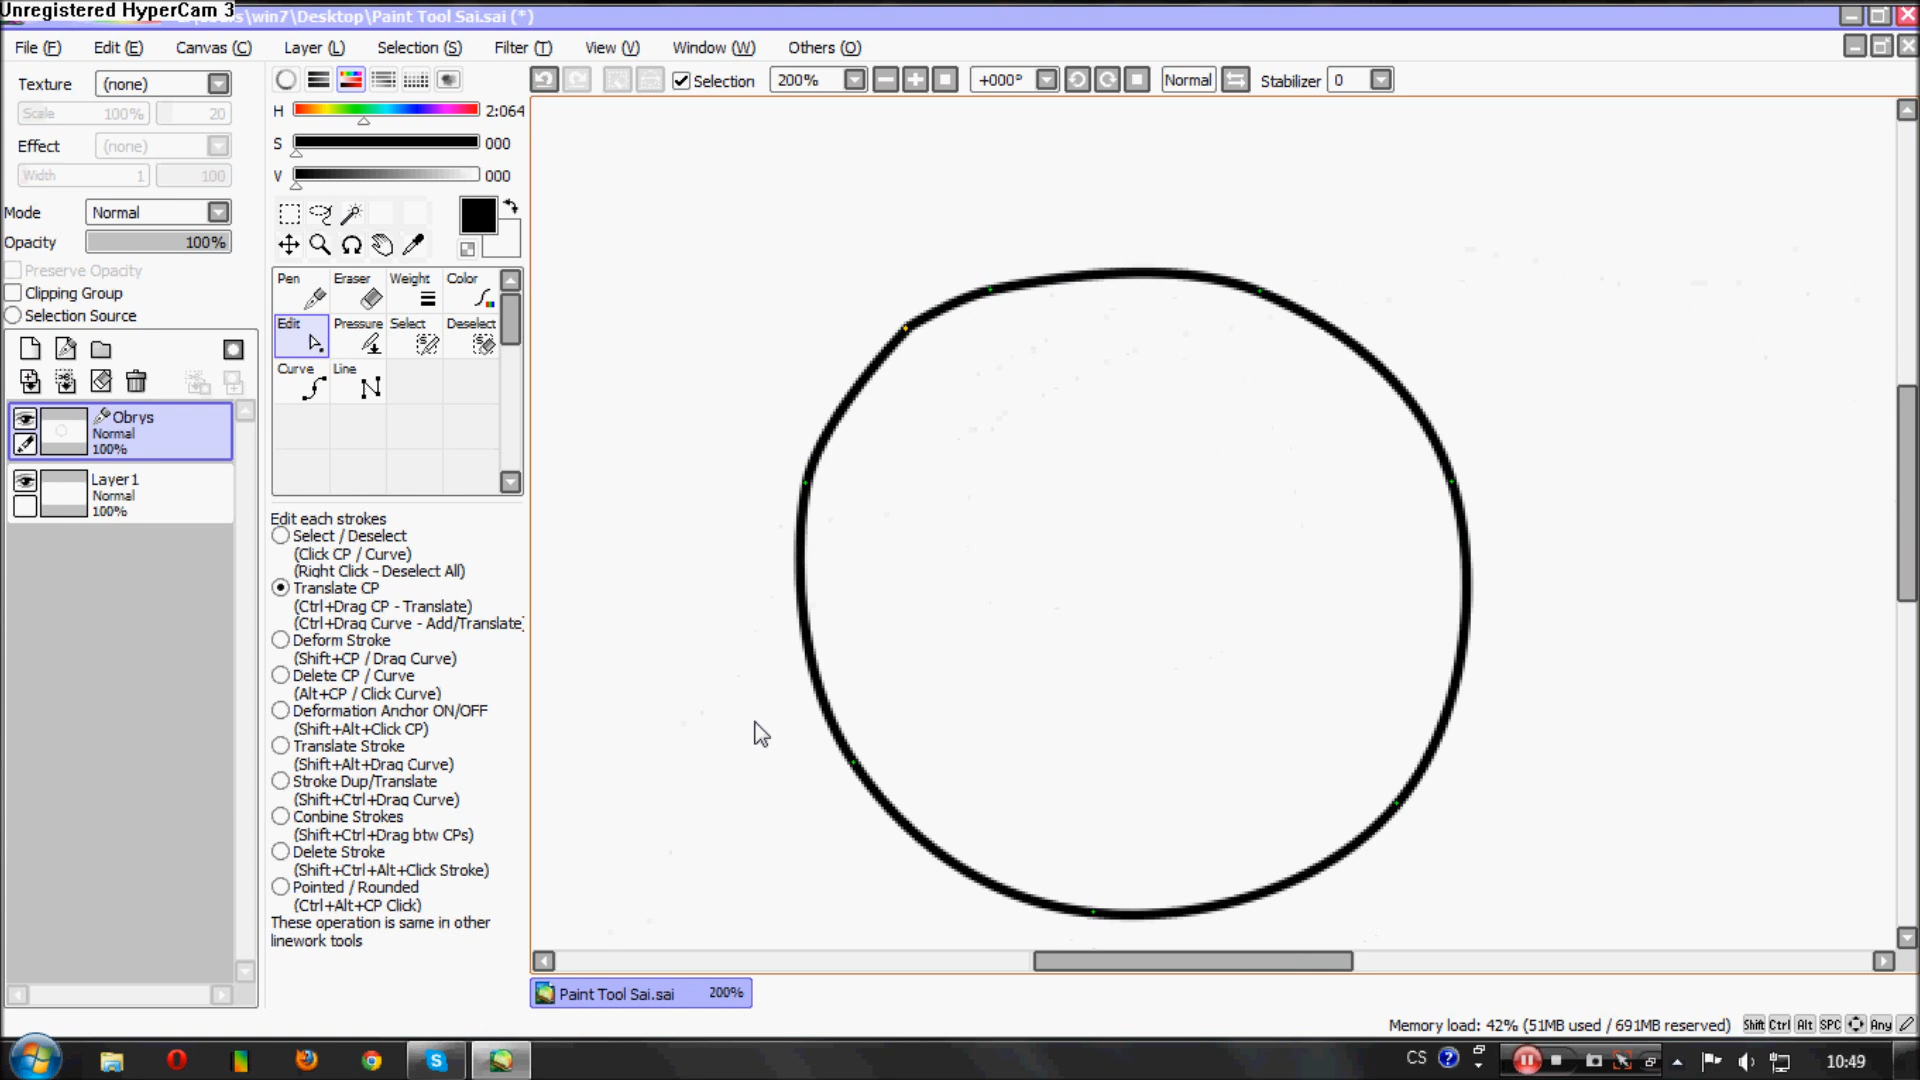 Unregistered HyperCam 3
\win7\Desktop\Paint Tool Sai.sai (*)
File (F)
Edit (E)
Canvas (C)
Layer (L)
Selection (S)
Filter (T)
View (V)
Window (W)
Others (O)
Texture
(none)
Scale
100%
20
Effect
(none)
Width
1
100
Mode
Normal
Opacity
100%
Preserve Opacity
Clipping Group
Selection Source
Obrys
Normal
100%
Layer1
Normal
100%
H
2:064
S
000
V
000
Pen
Eraser
Weight
Color
Edit
Pressure
Select
Deselect
Curve
Line
Edit each strokes
Select / Deselect
(Click CP / Curve)
(Right Click - Deselect All)
Translate CP
(Ctrl+Drag CP - Translate)
(Ctrl+Drag Curve - Add/Translate)
Deform Stroke
(Shift+CP / Drag Curve)
Delete CP / Curve
(Alt+CP / Click Curve)
Deformation Anchor ON/OFF
(Shift+Alt+Click CP)
Translate Stroke
(Shift+Alt+Drag Curve)
Stroke Dup/Translate
(Shift+Ctrl+Drag Curve)
Conbine Strokes
(Shift+Ctrl+Drag btw CPs)
Delete Stroke
(Shift+Ctrl+Alt+Click Stroke)
Pointed / Rounded
(Ctrl+Alt+CP Click)
These operation is same in other
linework tools
Selection
200%
+000°
Normal
Stabilizer
0
Paint Tool Sai.sai
200%
Memory load: 42% (51MB used / 691MB reserved)
Shift Ctrl Alt SPC Any
CS
10:49